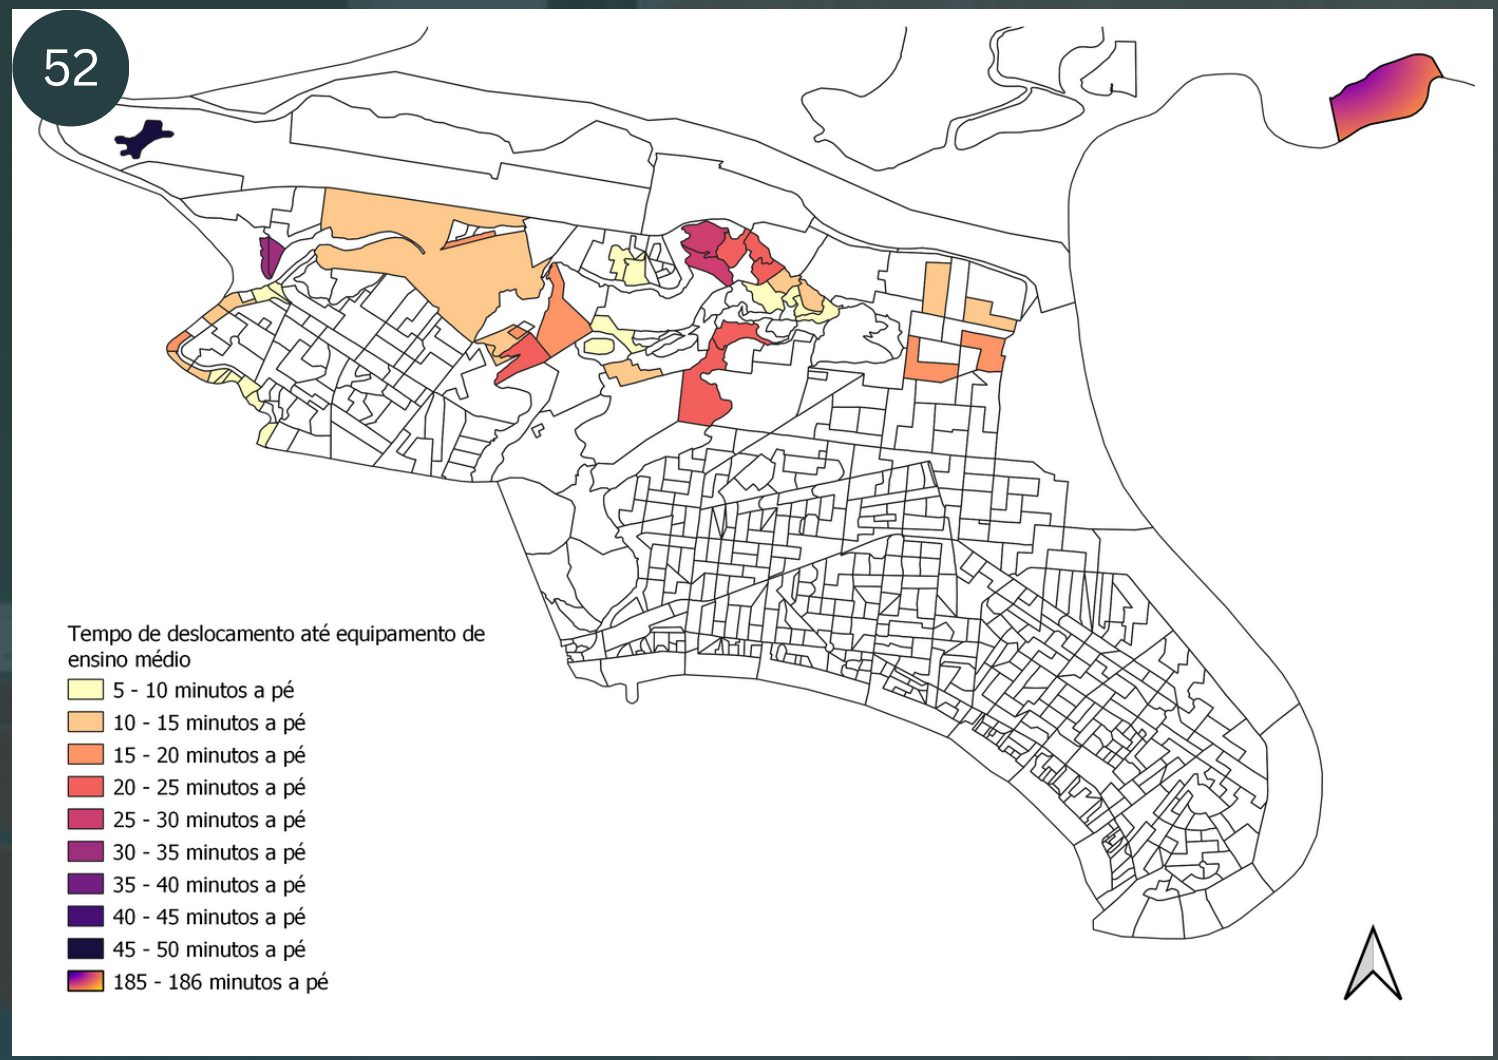 52
Tempo de deslocamento até equipamento de
ensino médio
5 - 10 minutos a pé
10 - 15 minutos a pé
15 - 20 minutos a pé
20 - 25 minutos a pé
25 - 30 minutos a pé
30 - 35 minutos a pé
35 - 40 minutos a pé
40 - 45 minutos a pé
45 - 50 minutos a pé
185 - 186 minutos a pé